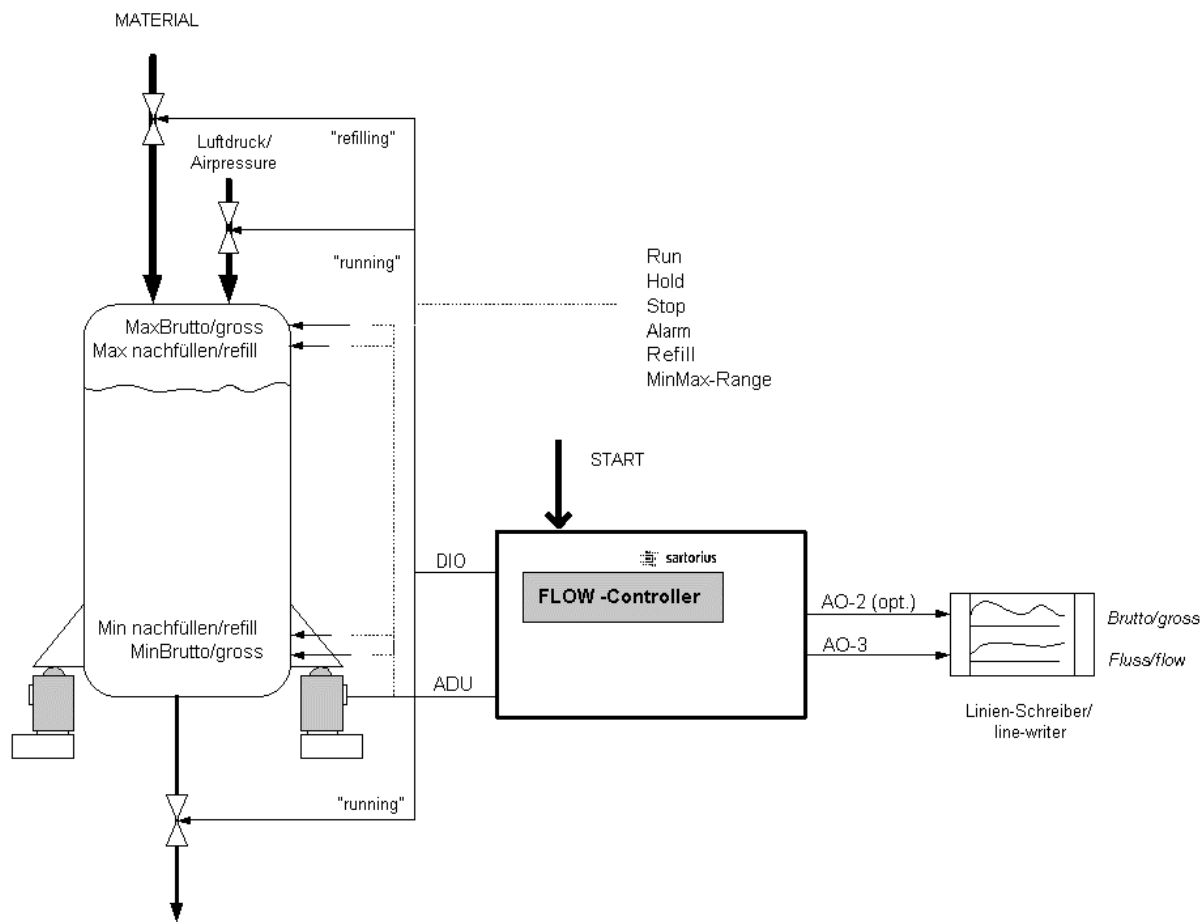 MATERIAL
"refilling"
Luftdruck/
Airpressure
"running"
Run
Hold
Stop
Alarm
Refill
MinMax-Range
MaxBrutto/gross
Max nachfüllen/refill
START
DIO
sartorius
FLOW -Controller
AO-2 (opt.)
Brutto/gross
AO-3
Fluss/flow
Min nachfüllen/refill
MinBrutto/gross
ADU
Linien-Schreiber/
line-writer
"running"